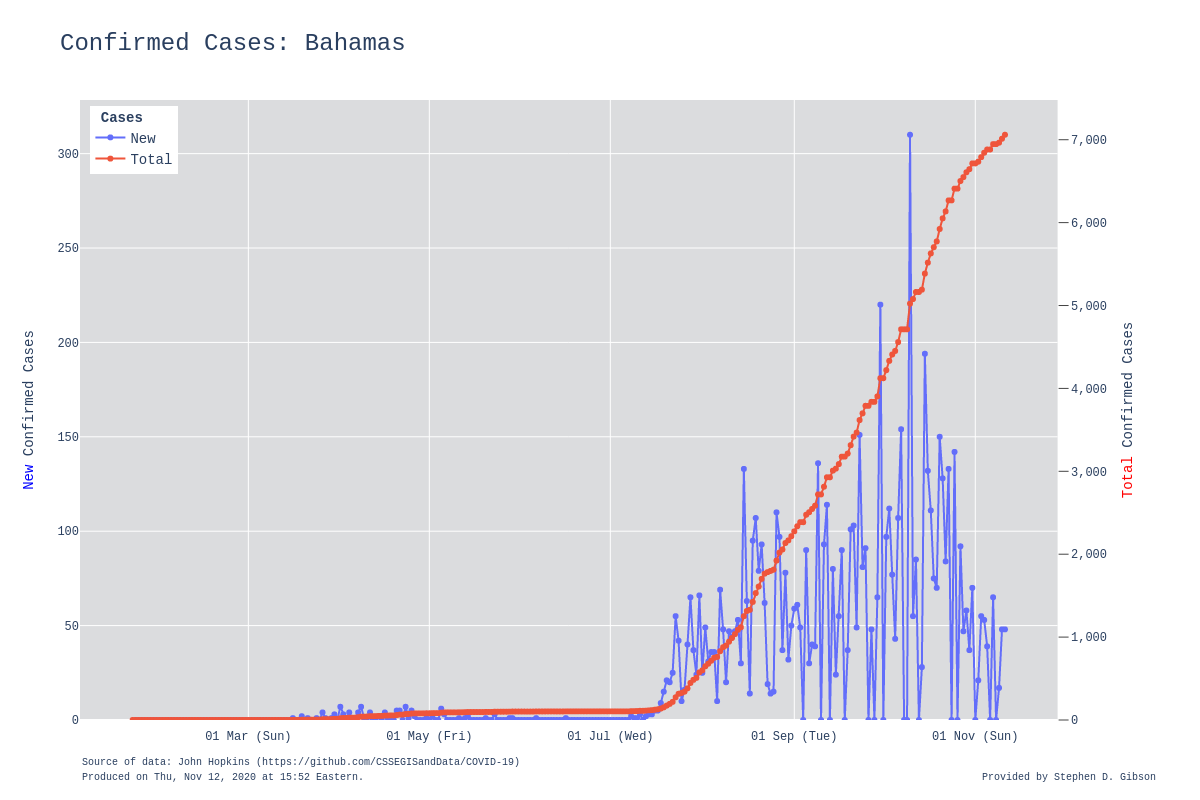 Confirmed Cases: Bahamas
Cases
New
Total
300
250
200
150
100
50
0
New Confirmed Cases
7,000
6,000
5,000
4,000
3,000
2,000
1,000
0
Total Confirmed Cases
01 Mar (Sun)
01 May (Fri)
01 Jul (Wed)
01 Sep (Tue)
01 Nov (Sun)
Source of data: John Hopkins (https://github.com/CSSEGISandData/COVID-19)
Produced on Thu, Nov 12, 2020 at 15:52 Eastern.
Provided by Stephen D. Gibson